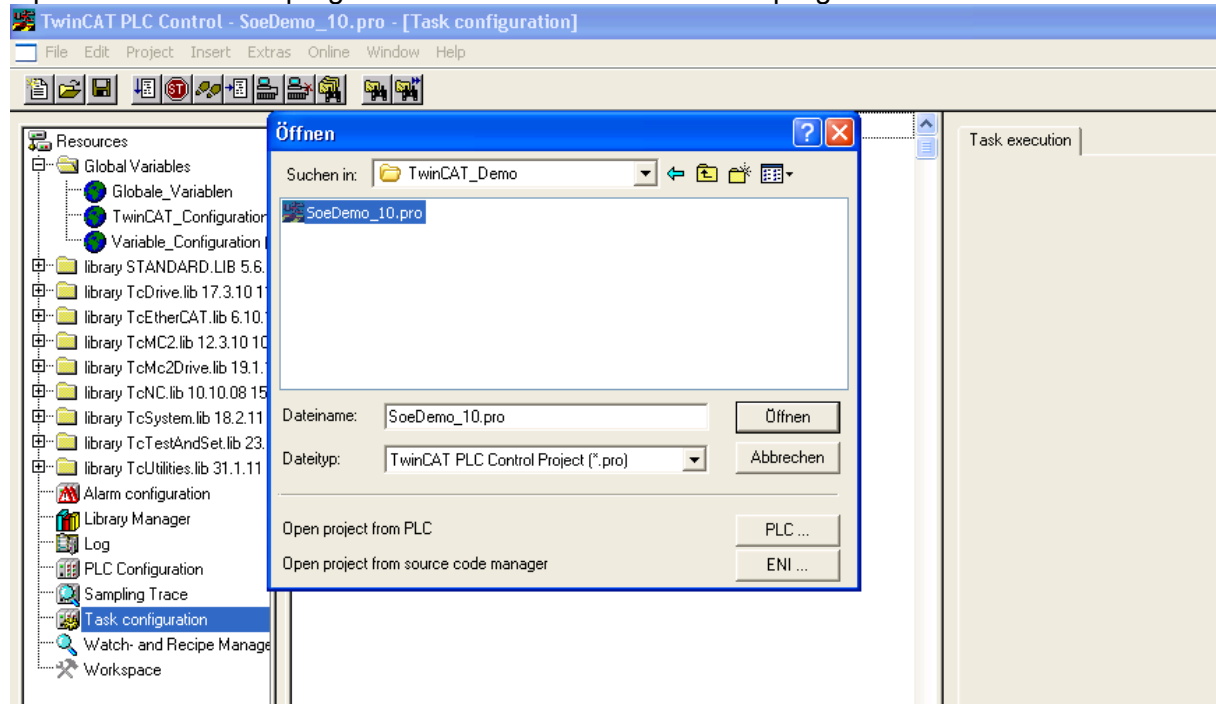 TwinCAT PLC Control - SoeDemo_10.pro - [Task configuration]
File Edit Project Insert Extras Online Window Help
Resources
Global Variables
Globale_Variablen
TwinCAT_Configuration
Variable_Configuration
library STANDARD.LIB 5.6.
library TcDrive.lib 17.3.10 1
library TcEtherCAT.lib 6.10.
library TcMC2.lib 12.3.10 10
library TcMc2Drive.lib 19.1.
library TcNC.lib 10.10.08 15
library TcSystem.lib 18.2.11
library TcTestAndSet.lib 23.
library TcUtilities.lib 31.1.11
Alarm configuration
Library Manager
Log
PLC Configuration
Sampling Trace
Task configuration
Watch- and Recipe Manage
Workspace
Öffnen
Suchen in: TwinCAT_Demo
SoeDemo_10.pro
Dateiname: SoeDemo_10.pro Öffnen
Dateityp: TwinCAT PLC Control Project (*.pro) Abbrechen
Open project from PLC PLC ...
Open project from source code manager ENI ...
Task execution